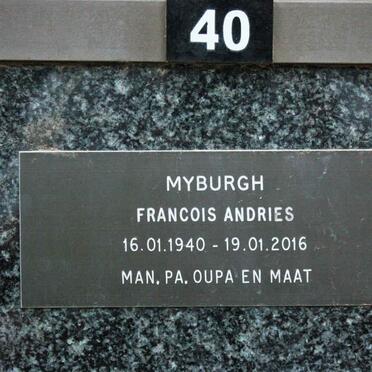 40
MYBURGH
FRANCOIS ANDRIES
16.01.1940 - 19.01.2016
MAN, PA, OUPA EN MAAT